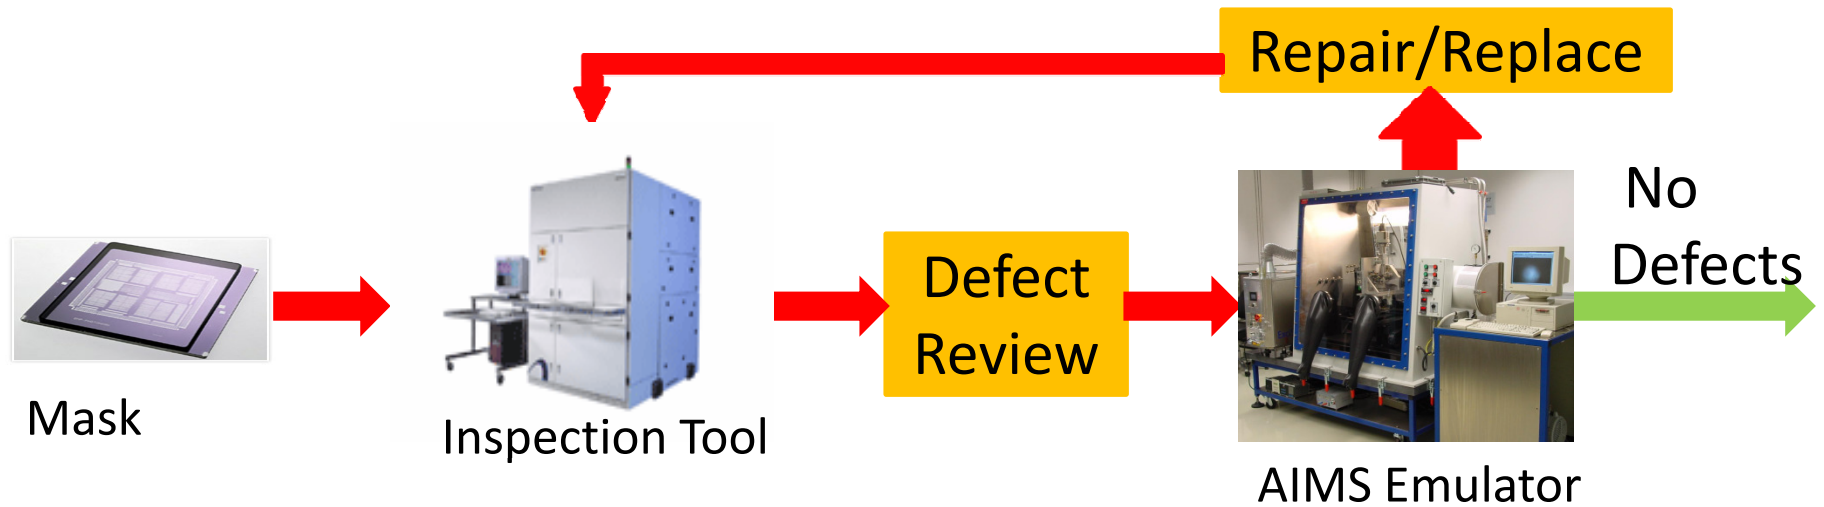 Repair/Replace
No
Defects
Defect
Review
Mask
Inspection Tool
AIMS Emulator